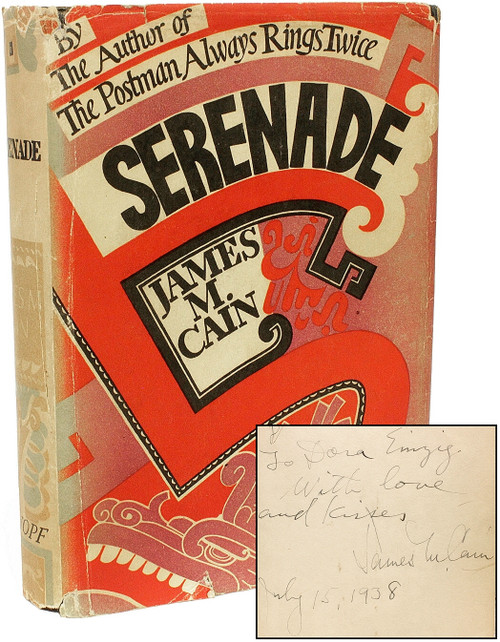 By
The Author of
The Postman Always Rings Twice
SERENADE
JAMES
M.
CAIN
ENADE
OPF
To Dora Einzig.
With love
and kisses
James M. Cain
July 15, 1938